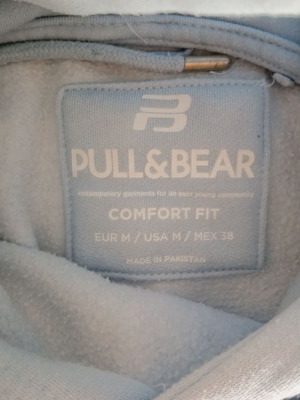 PULL&BEAR
contemporary garments for an ever young community
COMFORT FIT
EUR M / USA M / MEX 38
MADE IN PAKISTAN